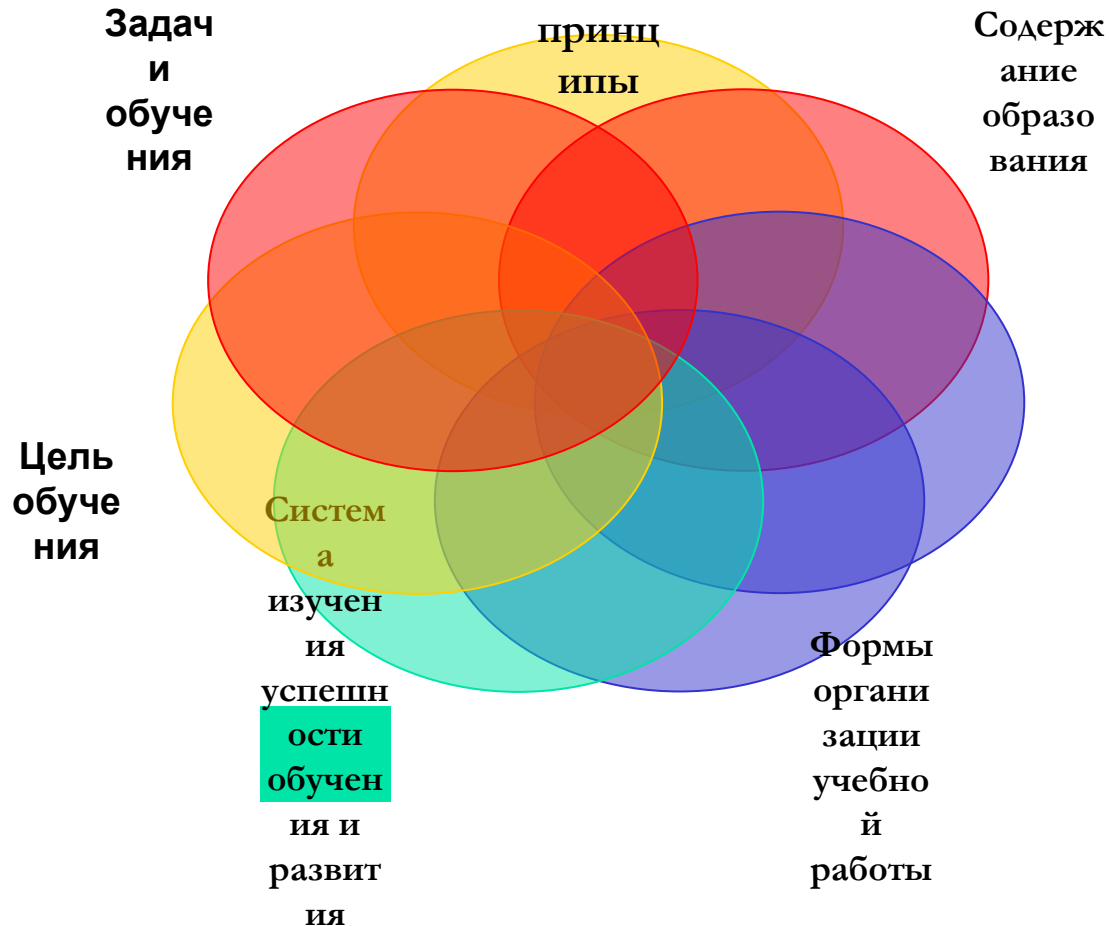 Задач
и
обуче
ния
принц
ипы
Содерж
ание
образо
вания
Цель
обуче
ния
Систем
а
изучен
ия
успешн
ости
обучен
ия и
развит
ия
Формы
органи
зации
учебно
й
работы